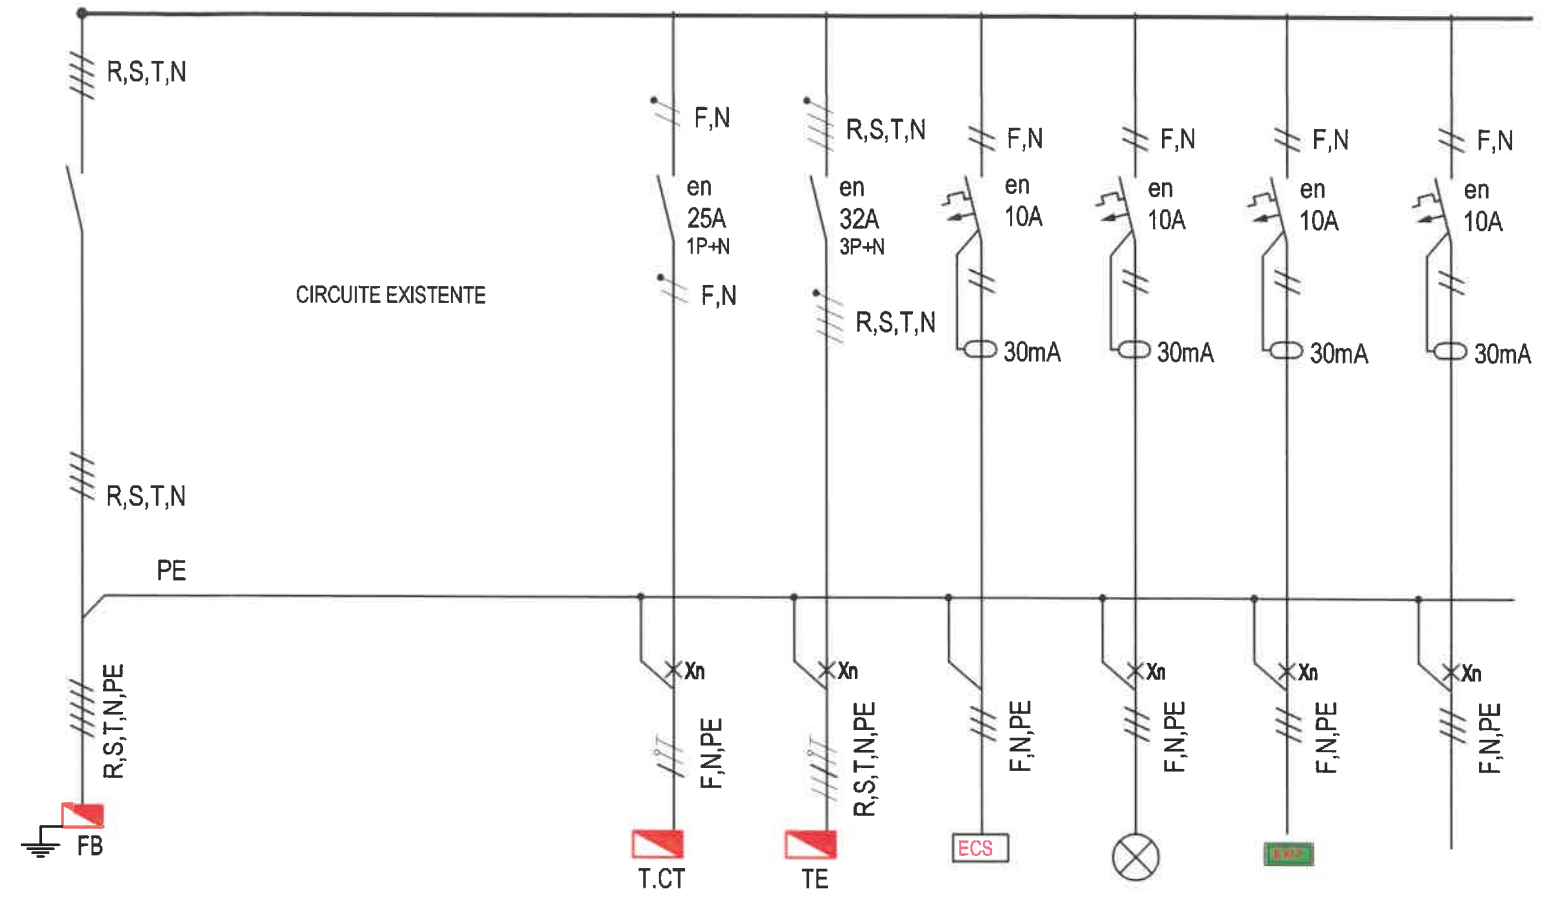 R,S,T,N
F,N
R,S,T,N
F,N
F,N
F,N
F,N
en
25A
1P+N
en
32A
3P+N
en
10A
en
10A
en
10A
en
10A
CIRCUITE EXISTENTE
F,N
R,S,T,N
30mA
30mA
30mA
30mA
R,S,T,N
PE
Xn
Xn
Xn
Xn
Xn
R,S,T,N,PE
F,N,PE
R,S,T,N,PE
F,N,PE
F,N,PE
F,N,PE
F,N,PE
FB
T.CT
TE
ECS
EXIT